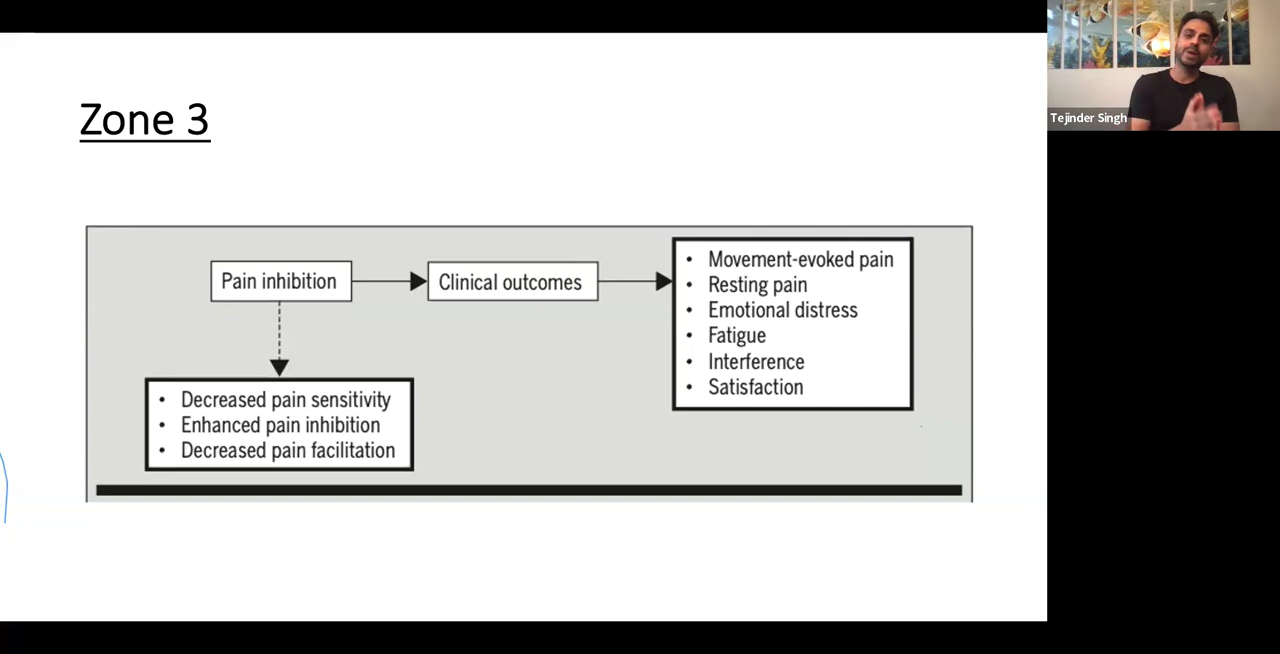 Zone 3
Pain inhibition
Clinical outcomes
• Movement-evoked pain
• Resting pain
• Emotional distress
• Fatigue
• Interference
• Satisfaction
• Decreased pain sensitivity
• Enhanced pain inhibition
• Decreased pain facilitation
Tejinder Singh